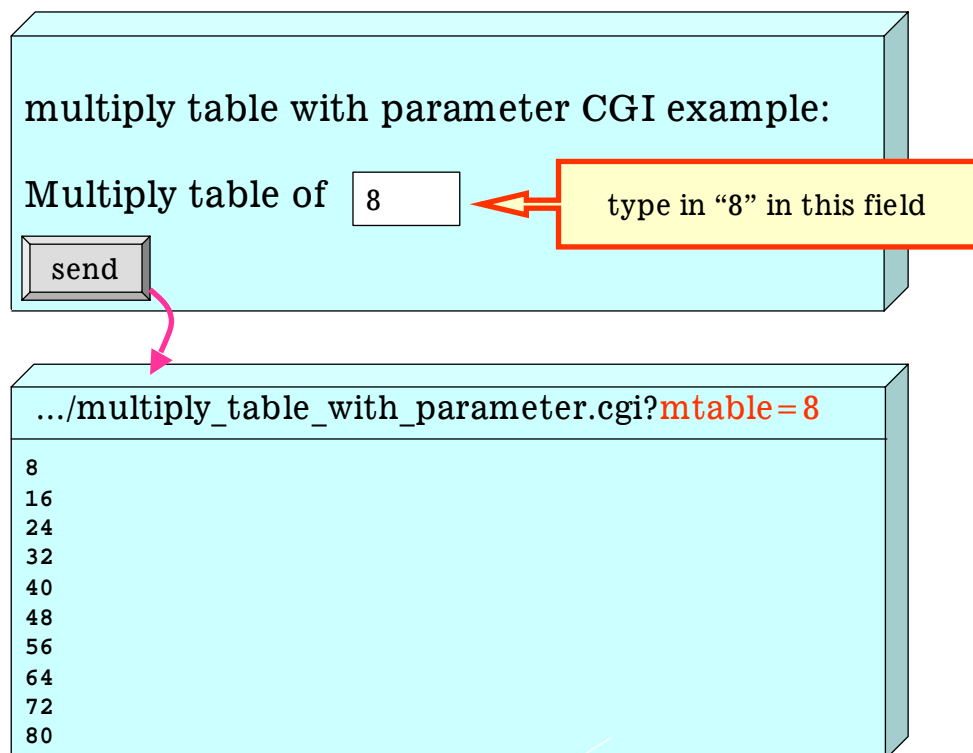 multiply table with parameter CGI example:
Multiply table of 8
type in “8” in this field
send
.../multiply_table_with_parameter.cgi?mtable=8
8
16
24
32
40
48
56
64
72
80